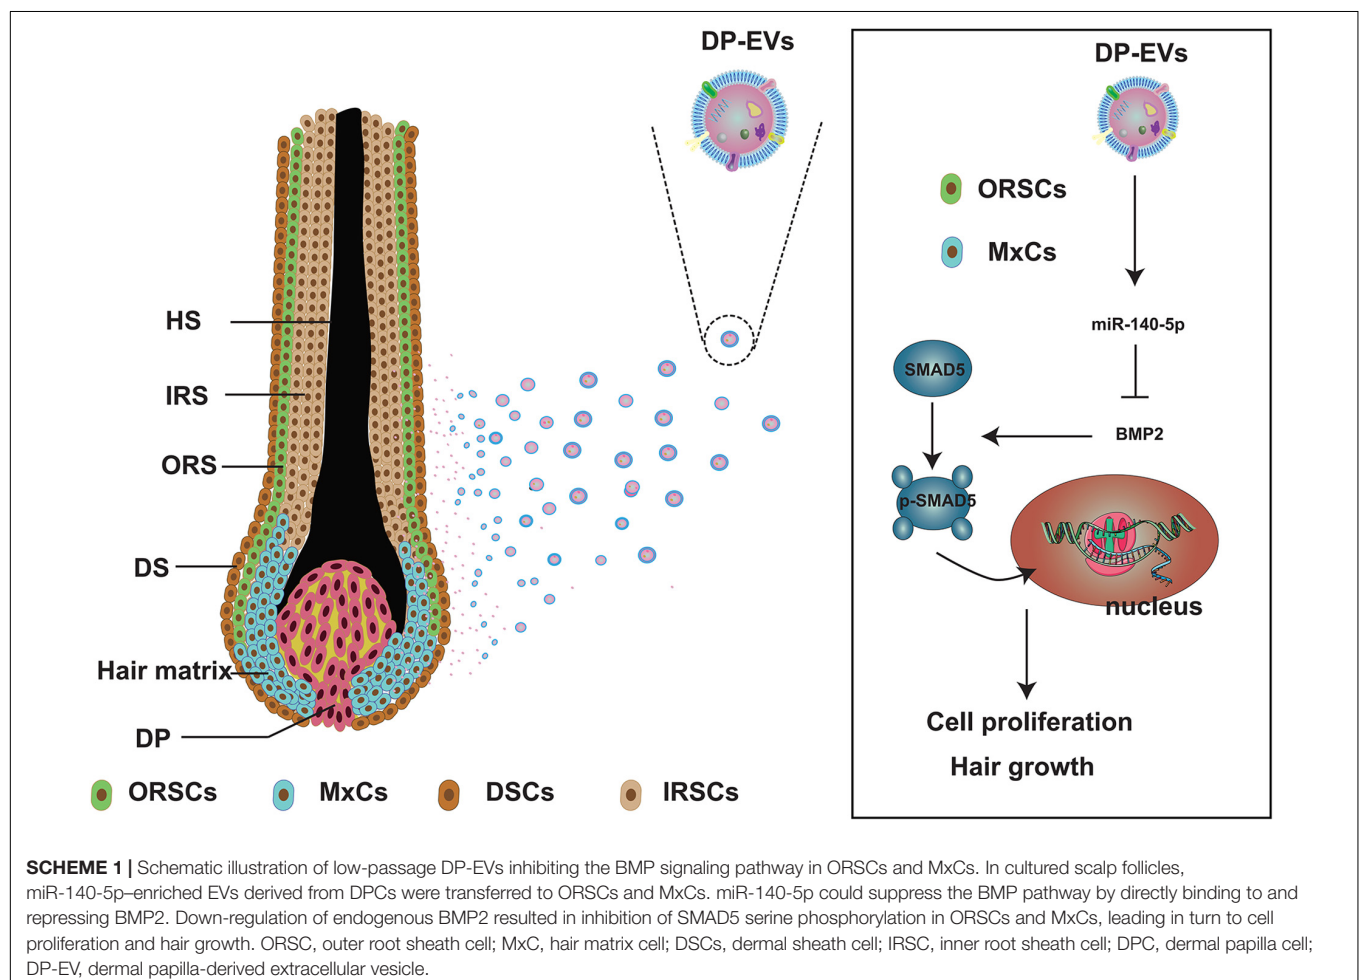 DP-EVs
HS
IRS
ORS
DS
Hair matrix
DP
ORSCs
MxCs
DSCs
IRSCs
DP-EVs
ORSCs
MxCs
miR-140-5p
SMAD5
BMP2
p-SMAD5
nucleus
Cell proliferation
Hair growth
SCHEME 1 | Schematic illustration of low-passage DP-EVs inhibiting the BMP signaling pathway in ORSCs and MxCs. In cultured scalp follicles,
miR-140-5p–enriched EVs derived from DPCs were transferred to ORSCs and MxCs. miR-140-5p could suppress the BMP pathway by directly binding to and
repressing BMP2. Down-regulation of endogenous BMP2 resulted in inhibition of SMAD5 serine phosphorylation in ORSCs and MxCs, leading in turn to cell
proliferation and hair growth. ORSC, outer root sheath cell; MxC, hair matrix cell; DSCs, dermal sheath cell; IRSC, inner root sheath cell; DPC, dermal papilla cell;
DP-EV, dermal papilla-derived extracellular vesicle.